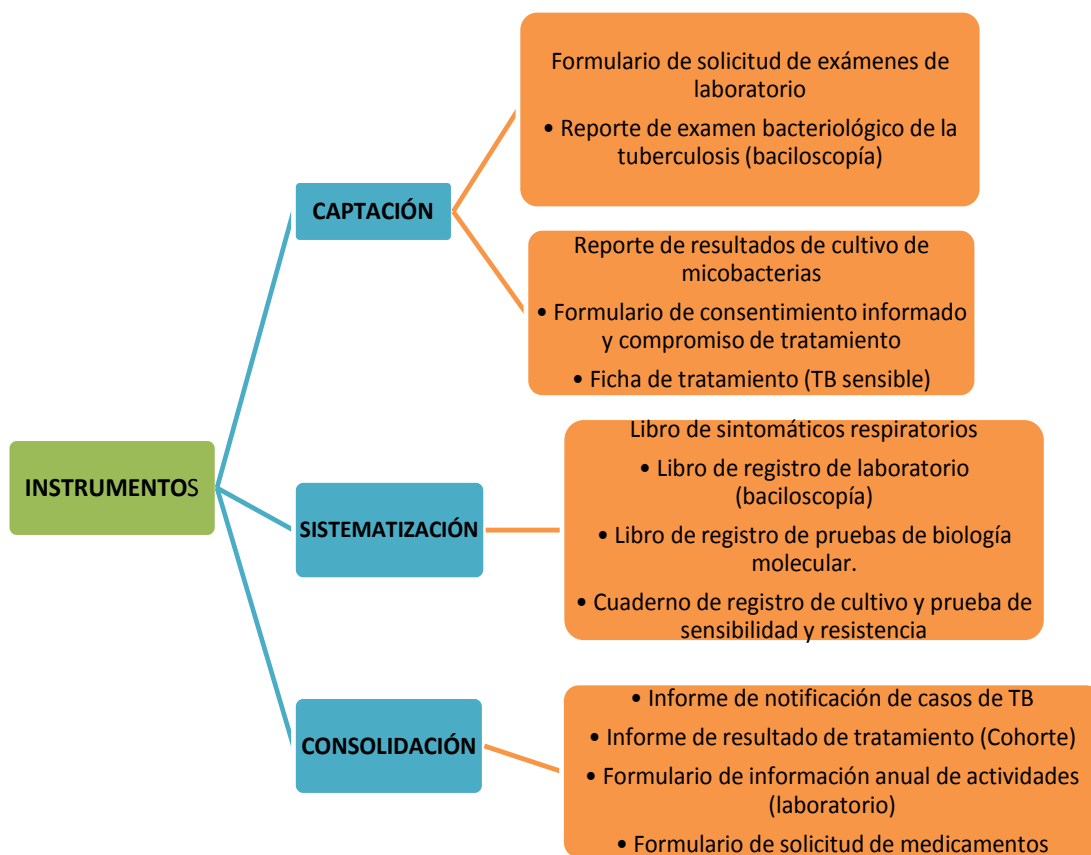 INSTRUMENTOS
CAPTACIÓN
Formulario de solicitud de exámenes de
laboratorio
• Reporte de examen bacteriológico de la
tuberculosis (baciloscopía)
Reporte de resultados de cultivo de
micobacterias
• Formulario de consentimiento informado
y compromiso de tratamiento
• Ficha de tratamiento (TB sensible)
SISTEMATIZACIÓN
Libro de sintomáticos respiratorios
• Libro de registro de laboratorio
(baciloscopía)
• Libro de registro de pruebas de biología
molecular.
• Cuaderno de registro de cultivo y prueba de
sensibilidad y resistencia
CONSOLIDACIÓN
• Informe de notificación de casos de TB
• Informe de resultado de tratamiento (Cohorte)
• Formulario de información anual de actividades
(laboratorio)
• Formulario de solicitud de medicamentos